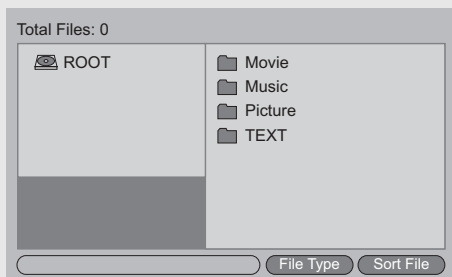 Total Files: 0
ROOT
Movie
Music
Picture
TEXT
File Type
Sort File